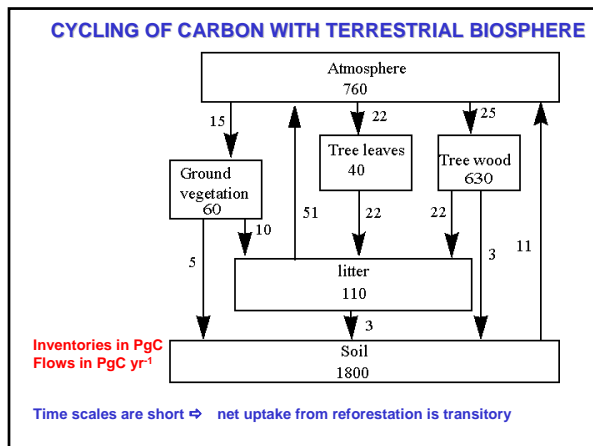 CYCLING OF CARBON WITH TERRESTRIAL BIOSPHERE
Atmosphere
760
15
22
25
Ground
vegetation
60
Tree leaves
40
Tree wood
630
51
10
22
22
5
3
11
litter
110
3
Inventories in PgC
Flows in PgC yr⁻¹
Soil
1800
Time scales are short ⇨ net uptake from reforestation is transitory